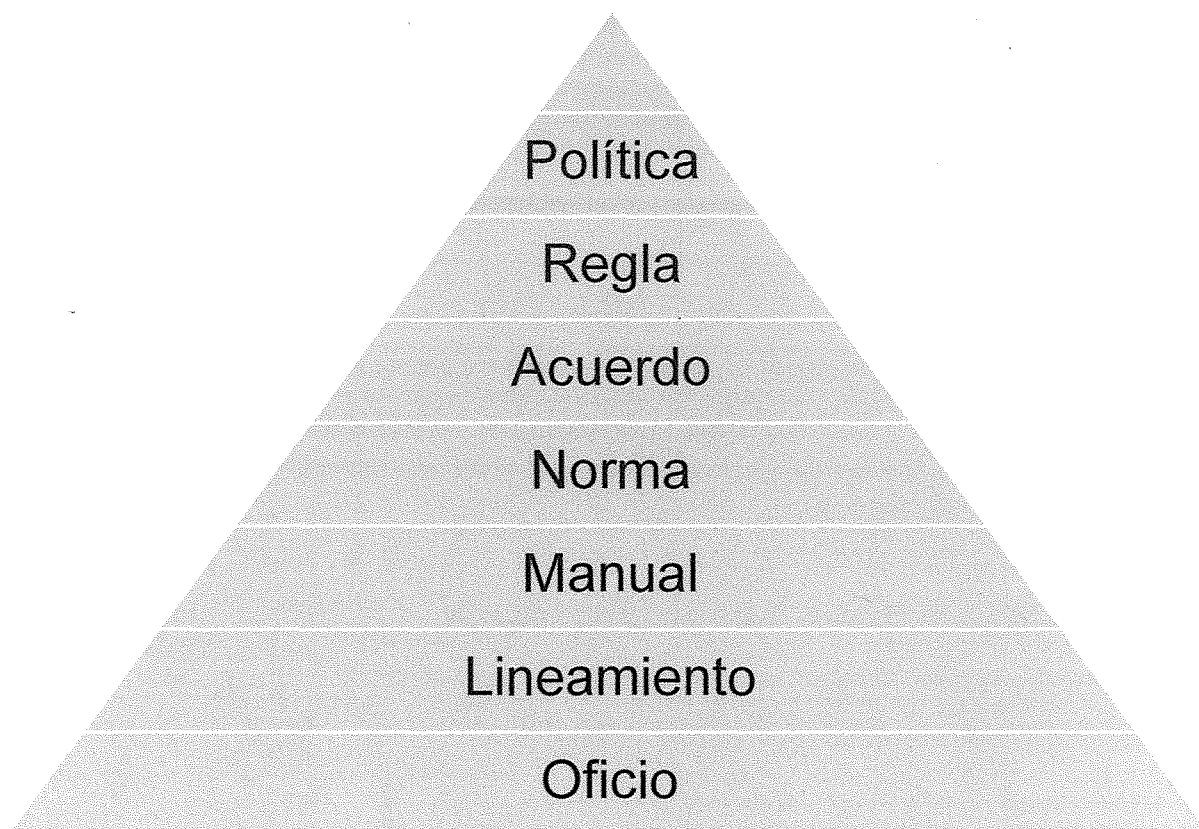 Política
Regla
Acuerdo
Norma
Manual
Lineamiento
Oficio